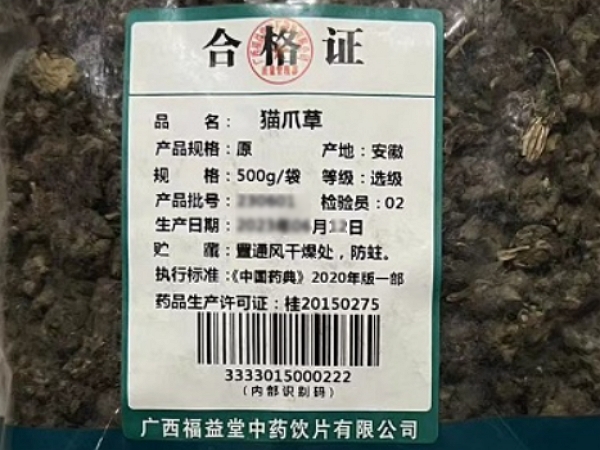 合格证
品 名: 猫爪草
产品规格: 原 产地: 安徽
规 格: 500g/袋 等级: 选级
产品批号: 检验员: 02
生产日期: 月12日
贮 藏: 置通风干燥处，防蛀。
执行标准: 《中国药典》2020年版一部
药品生产许可证: 桂20150275
3333015000222
(内部识别码)
广西福益堂中药饮片有限公司